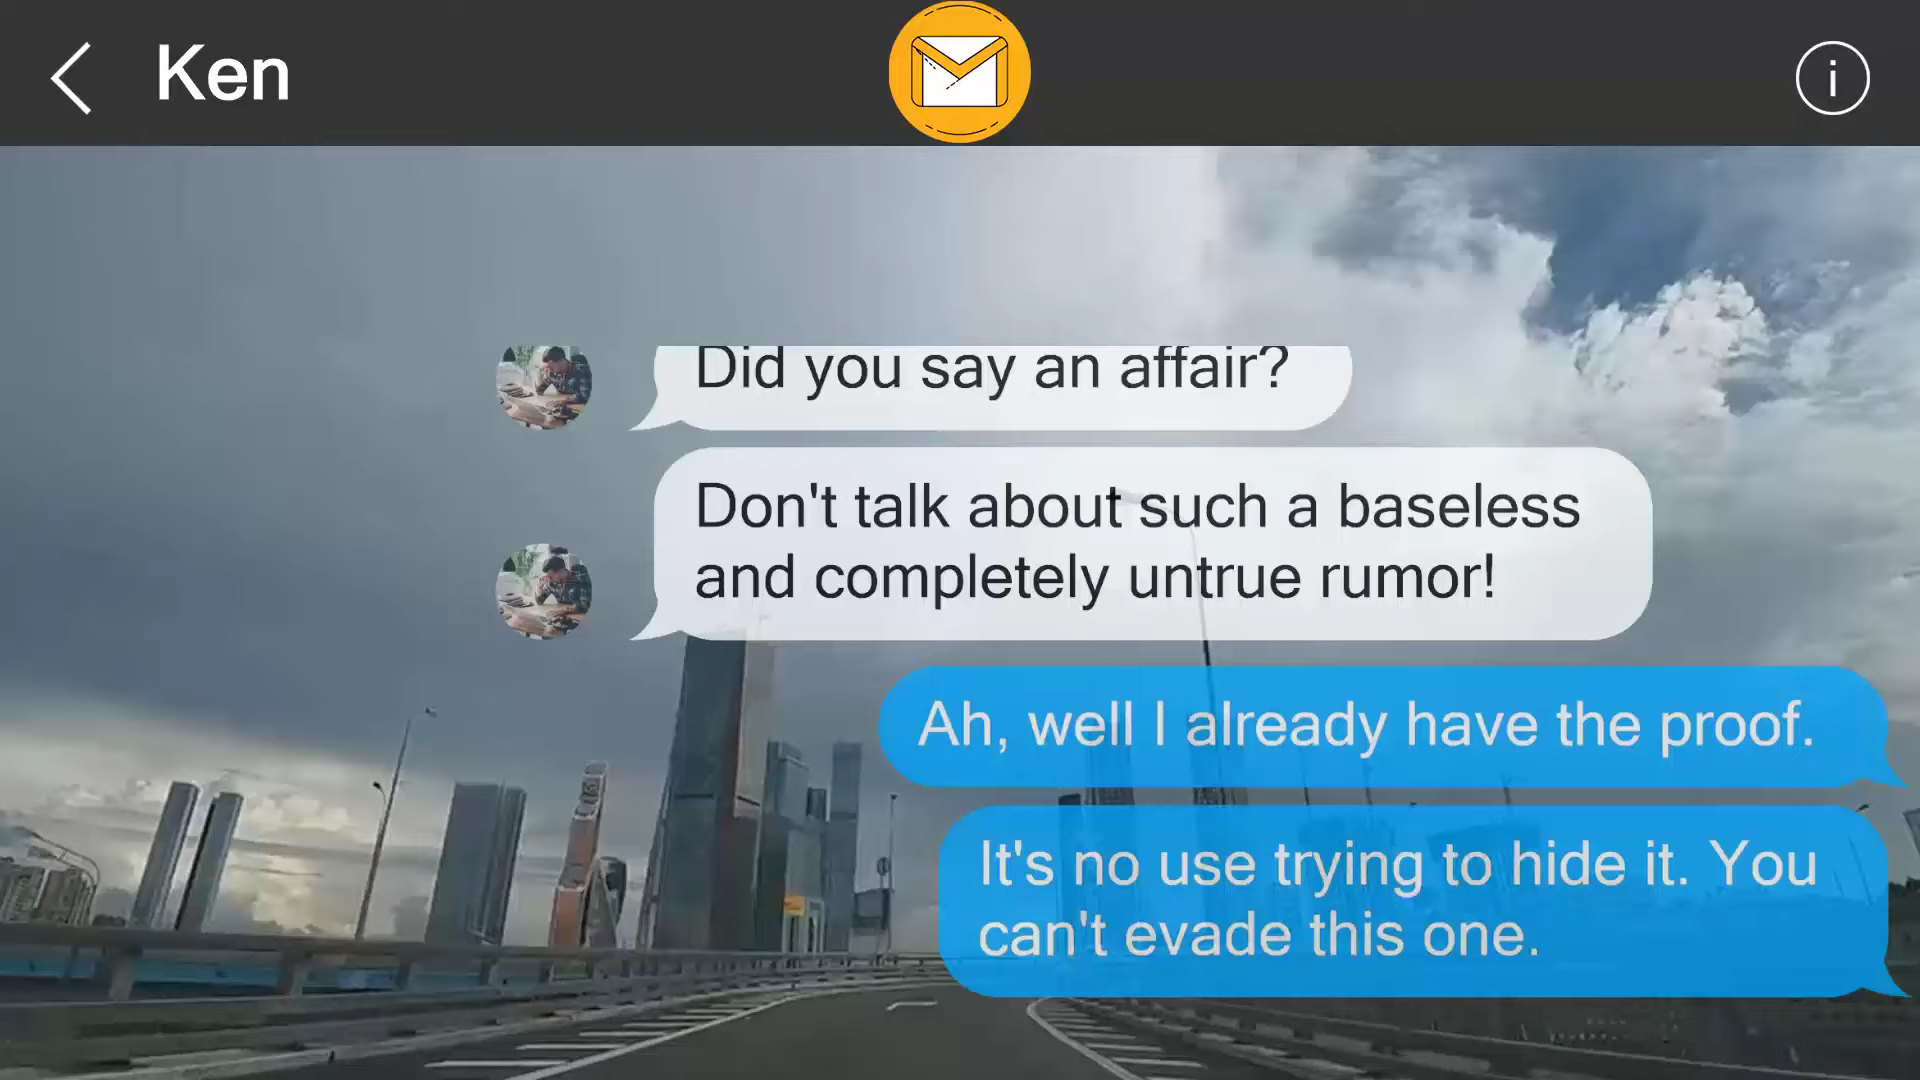 Ken
Did you say an affair?
Don't talk about such a baseless
and completely untrue rumor!
Ah, well I already have the proof.
It's no use trying to hide it. You
can't evade this one.